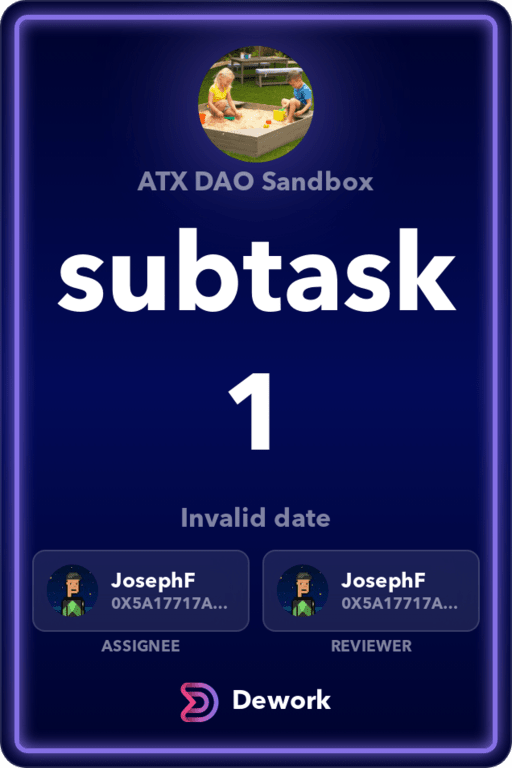 ATX DAO Sandbox
subtask
1
Invalid date
JosephF
0X5A17717A...
ASSIGNEE
JosephF
0X5A17717A...
REVIEWER
Dework